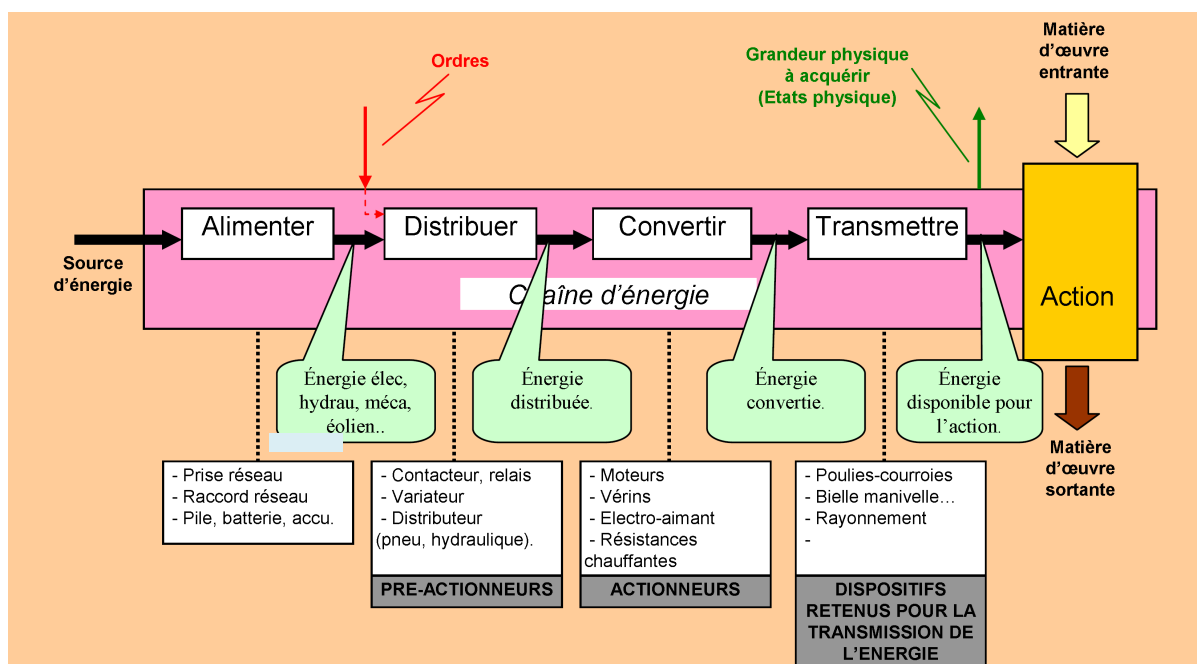 Ordres
Grandeur physique
à acquérir
(Etats physique)
Matière
d’œuvre
entrante
Alimenter
Distribuer
Convertir
Transmettre
Source
d’énergie
Chaîne d’énergie
Action
Énergie élec,
hydrau, méca,
éolien..
Énergie
distribuée.
Énergie
convertie.
Énergie
disponible pour
l’action.
Matière
d’œuvre
sortante
- Prise réseau
- Raccord réseau
- Pile, batterie, accu.
- Contacteur, relais
- Variateur
- Distributeur
(pneu, hydraulique).
PRE-ACTIONNEURS
- Moteurs
- Vérins
- Electro-aimant
- Résistances
chauffantes
ACTIONNEURS
- Poulies-courroies
- Bielle manivelle…
- Rayonnement
-
DISPOSITIFS
RETENUS POUR LA
TRANSMISSION DE
L’ENERGIE